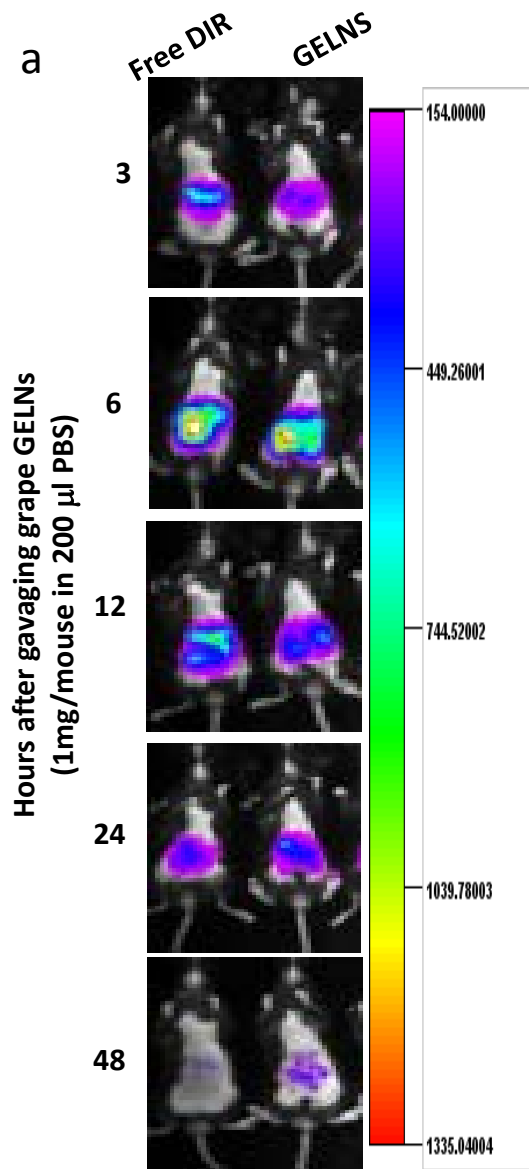 a
Free DIR
GELNS
3
6
12
24
48
Hours after gavaging grape GELNs
(1mg/mouse in 200 μl PBS)
154.00000
449.26001
744.52002
1039.78003
1335.04004